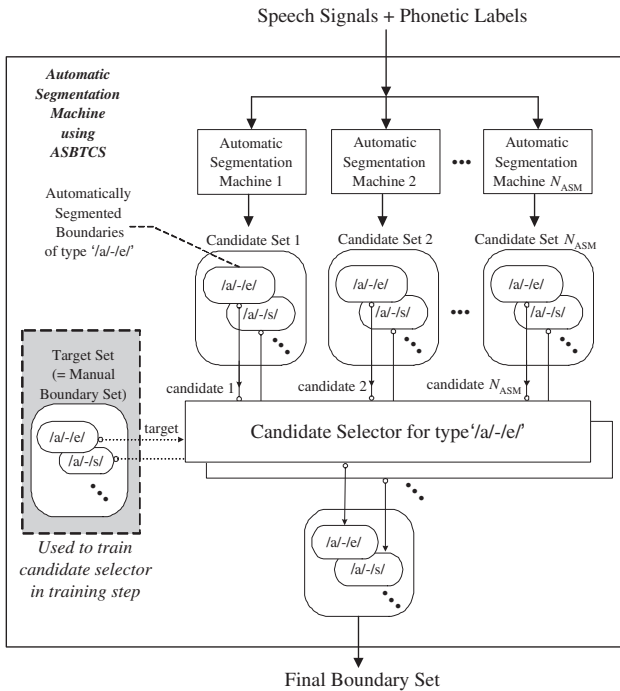 Speech Signals + Phonetic Labels
Automatic
Segmentation
Machine
using
ASBTCS
Automatic
Segmentation
Machine 1
Automatic
Segmentation
Machine 2
•••
Automatic
Segmentation
Machine N_ASM
Automatically
Segmented
Boundaries
of type '/a/-/e/'
Candidate Set 1
Candidate Set 2
Candidate Set N_ASM
/a/-/e/
/a/-/s/
/a/-/e/
/a/-/s/
•••
/a/-/e/
/a/-/s/
Target Set
(= Manual
Boundary Set)
/a/-/e/
/a/-/s/
candidate 1
candidate 2
candidate N_ASM
target
Candidate Selector for type'/a/-/e/'
/a/-/e/
/a/-/s/
Used to train
candidate selector
in training step
Final Boundary Set